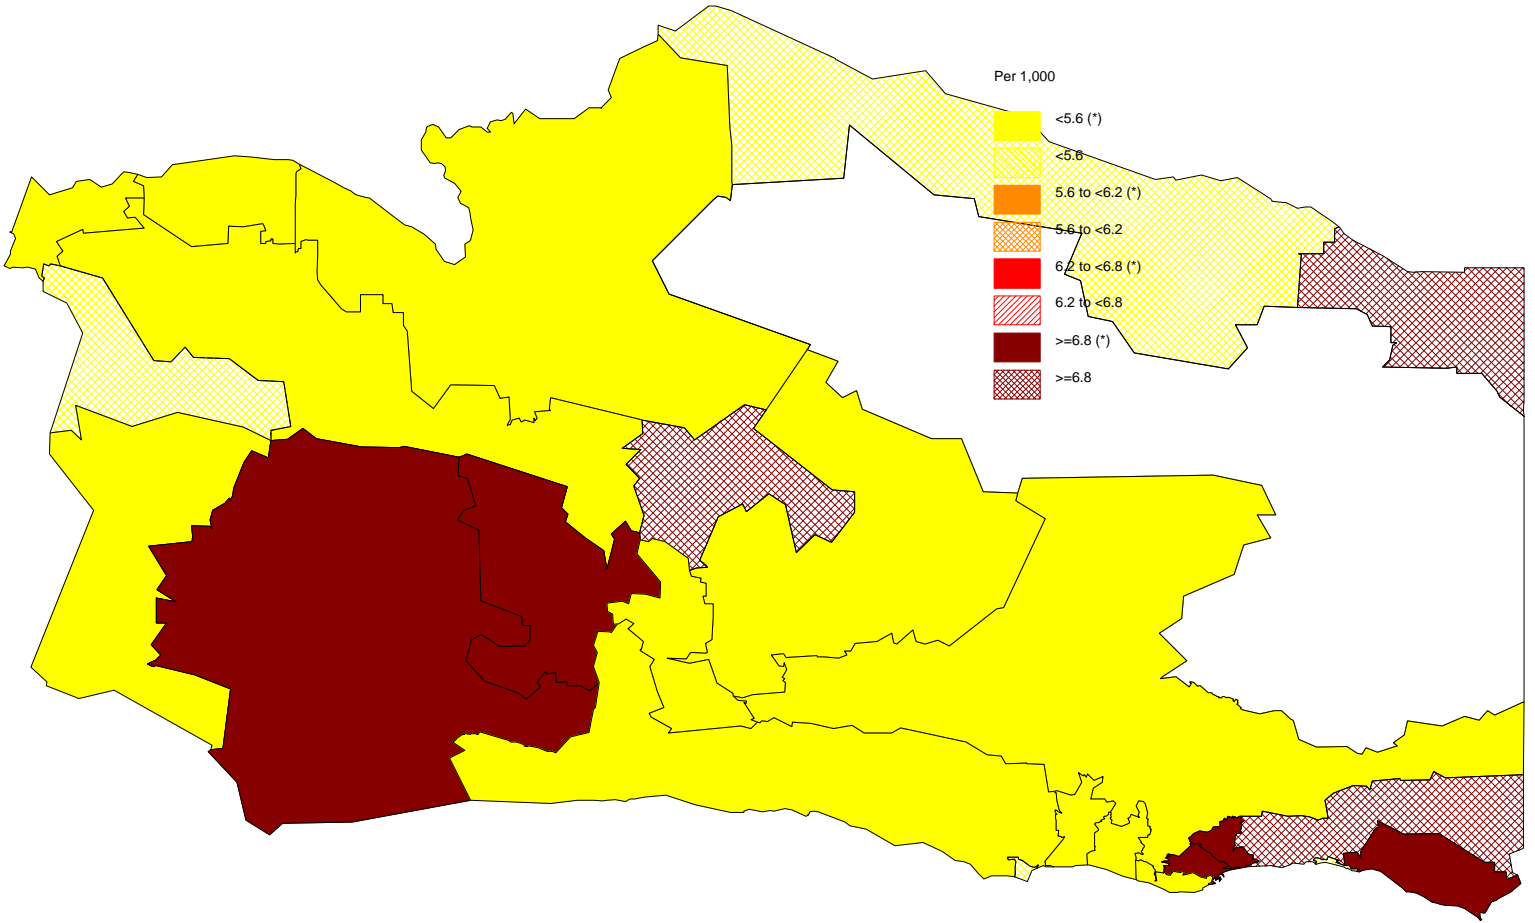 Per 1,000
<5.6 (*)
<5.6
5.6 to <6.2 (*)
5.6 to <6.2
6.2 to <6.8 (*)
6.2 to <6.8
>=6.8 (*)
>=6.8